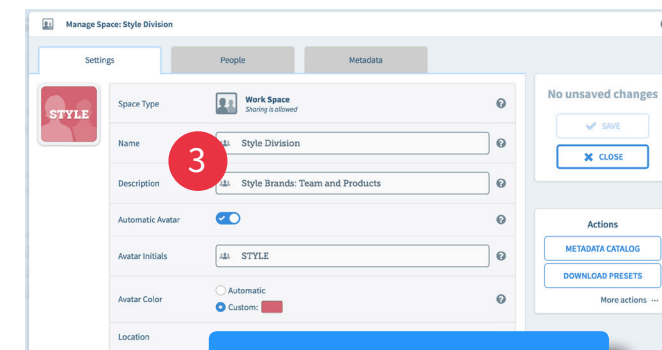 Manage Space: Style Division
Settings
People
Metadata
STYLE
Space Type
Work Space
Sharing is allowed
Name
Style Division
3
Description
Style Brands: Team and Products
Automatic Avatar
Avatar Initials
STYLE
Avatar Color
Automatic
Custom:
Location
No unsaved changes
SAVE
CLOSE
Actions
METADATA CATALOG
DOWNLOAD PRESETS
More actions ...